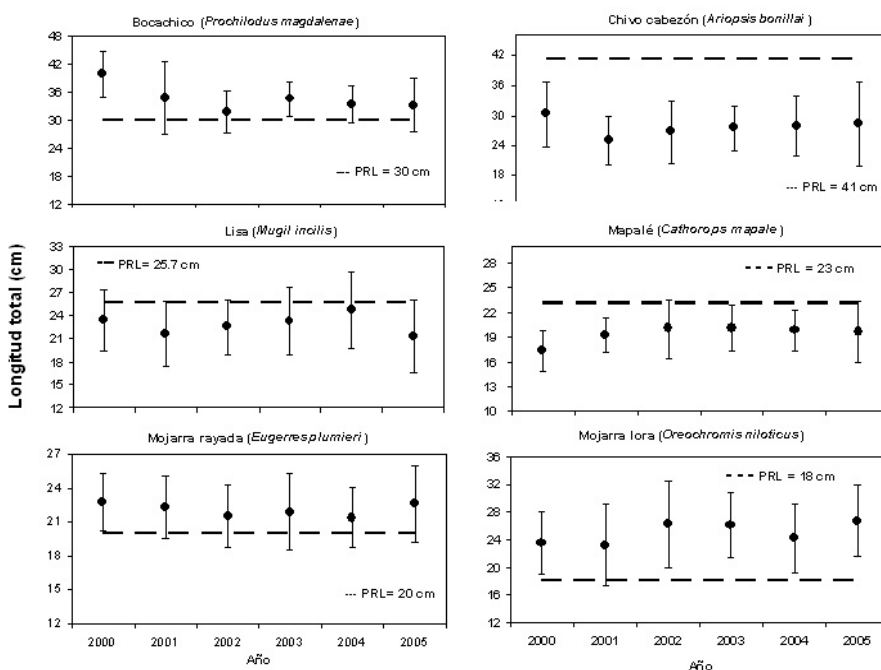 Longitud total (cm)
Bocachico (Prochilodus magdalenae)
48
42
36
30
24
18
12
--- PRL = 30 cm
Chivo cabezón (Ariopsis bonillai)
42
36
30
24
18
--- PRL = 41 cm
Lisa (Mugil incilis)
33
30
27
24
21
18
15
12
--- PRL= 25.7 cm
Mapalé (Cathorops mapale)
28
25
22
19
16
13
10
--- PRL = 23 cm
Mojarra rayada (Eugerres plumieri)
27
24
21
18
15
12
--- PRL= 20 cm
2000 2001 2002 2003 2004 2005
Año
Mojarra lora (Oreochromis niloticus)
36
32
28
24
20
16
12
--- PRL = 18 cm
2000 2001 2002 2003 2004 2005
Año